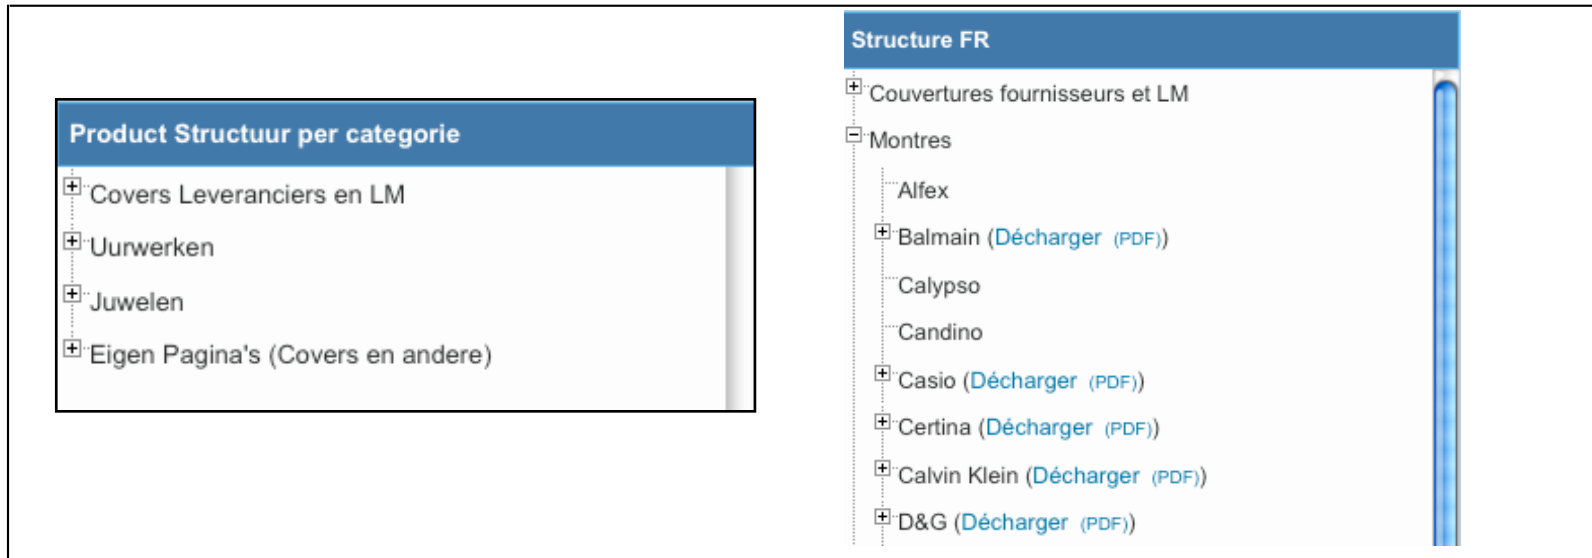 Product Structuur per categorie
Covers Leveranciers en LM
Uurwerken
Juwelen
Eigen Pagina's (Covers en andere)
Structure FR
Couvertures fournisseurs et LM
Montres
Alfex
Balmain (Décharger (PDF))
Calypso
Candino
Casio (Décharger (PDF))
Certina (Décharger (PDF))
Calvin Klein (Décharger (PDF))
D&G (Décharger (PDF))